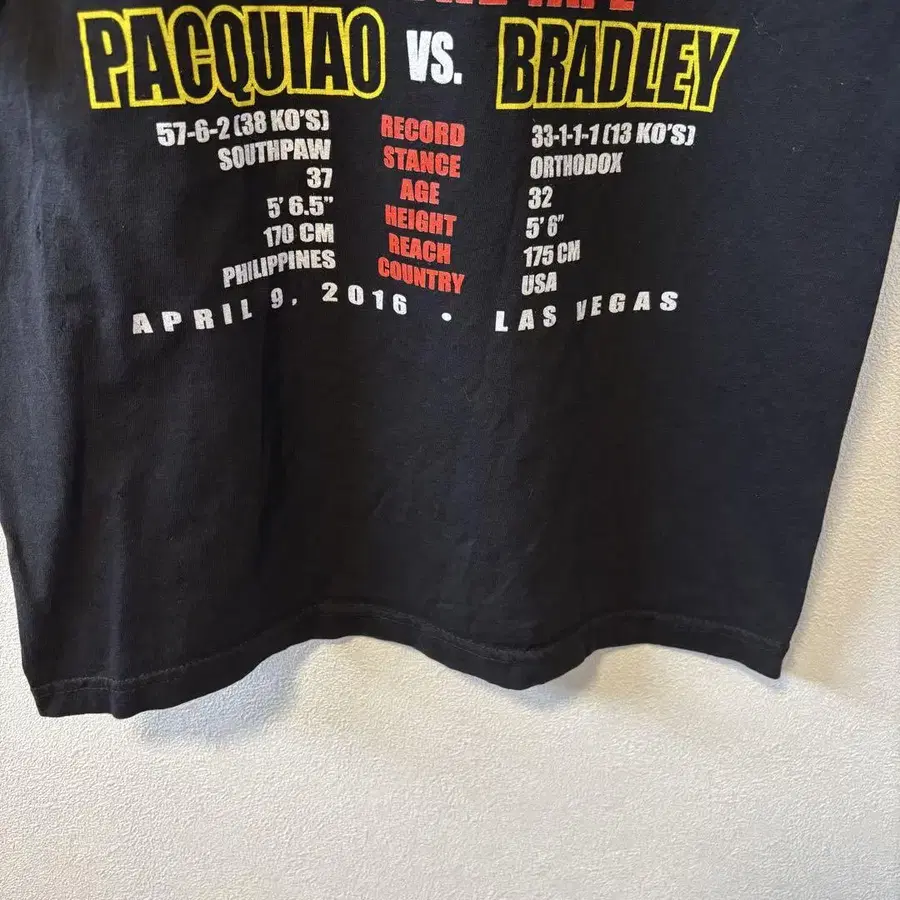 PACQUIAO VS. BRADLEY
57-6-2 (38 KO'S) RECORD 33-1-1-1 (13 KO'S)
SOUTHPAW STANCE ORTHODOX
37 AGE 32
5' 6.5" HEIGHT 5' 6"
170 CM REACH 175 CM
PHILIPPINES COUNTRY USA
APRIL 9, 2016 • LAS VEGAS